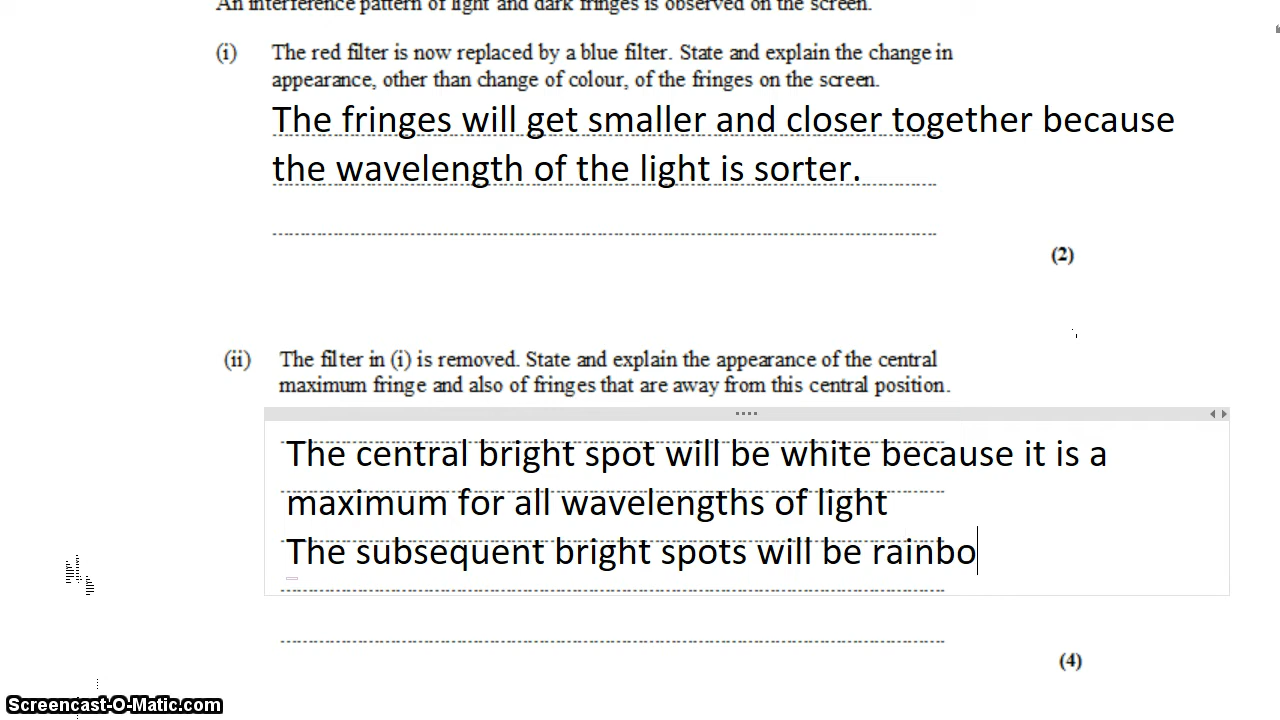 An interference pattern of light and dark fringes is observed on the screen.
(i) The red filter is now replaced by a blue filter. State and explain the change in
appearance, other than change of colour, of the fringes on the screen.
The fringes will get smaller and closer together because
the wavelength of the light is sorter.
(2)
(ii) The filter in (i) is removed. State and explain the appearance of the central
maximum fringe and also of fringes that are away from this central position.
The central bright spot will be white because it is a
maximum for all wavelengths of light
The subsequent bright spots will be rainbo
(4)
Screencast-O-Matic.com